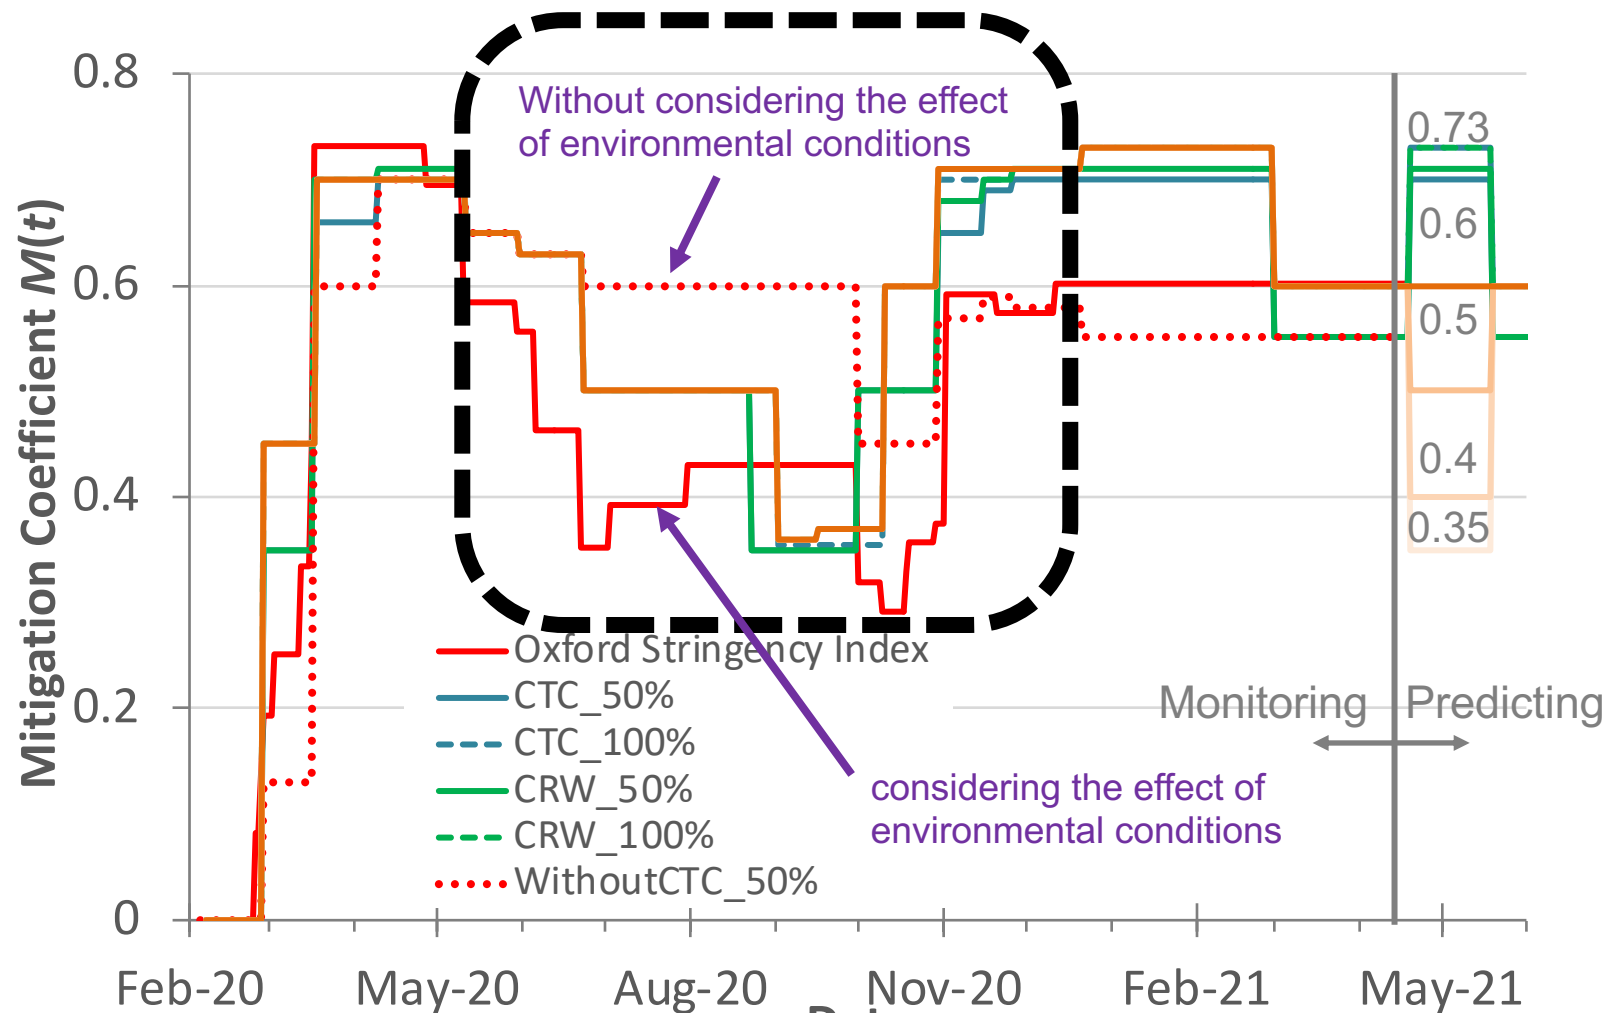 0.8
Without considering the effect
of environmental conditions
0.73
0.6
0.6
0.5
0.4
0.4
0.35
Mitigation Coefficient M(t)
Oxford Stringency Index
CTC_50%
0.2
Monitoring
Predicting
CTC_100%
CRW_50%
considering the effect of
environmental conditions
CRW_100%
WithoutCTC_50%
0
Feb-20
May-20
Aug-20
Nov-20
Feb-21
May-21